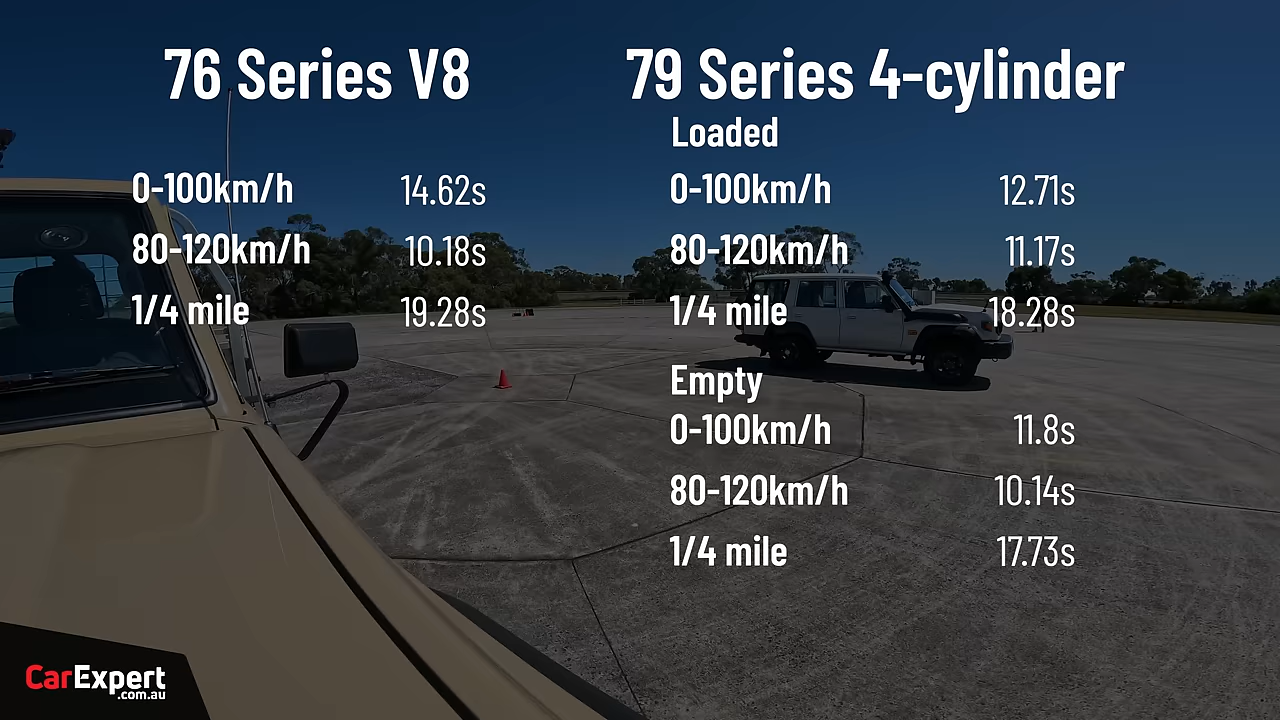 76 Series V8
0-100km/h 14.62s
80-120km/h 10.18s
1/4 mile 19.28s
79 Series 4-cylinder
Loaded
0-100km/h 12.71s
80-120km/h 11.17s
1/4 mile 18.28s
Empty
0-100km/h 11.8s
80-120km/h 10.14s
1/4 mile 17.73s
CarExpert
.com.au